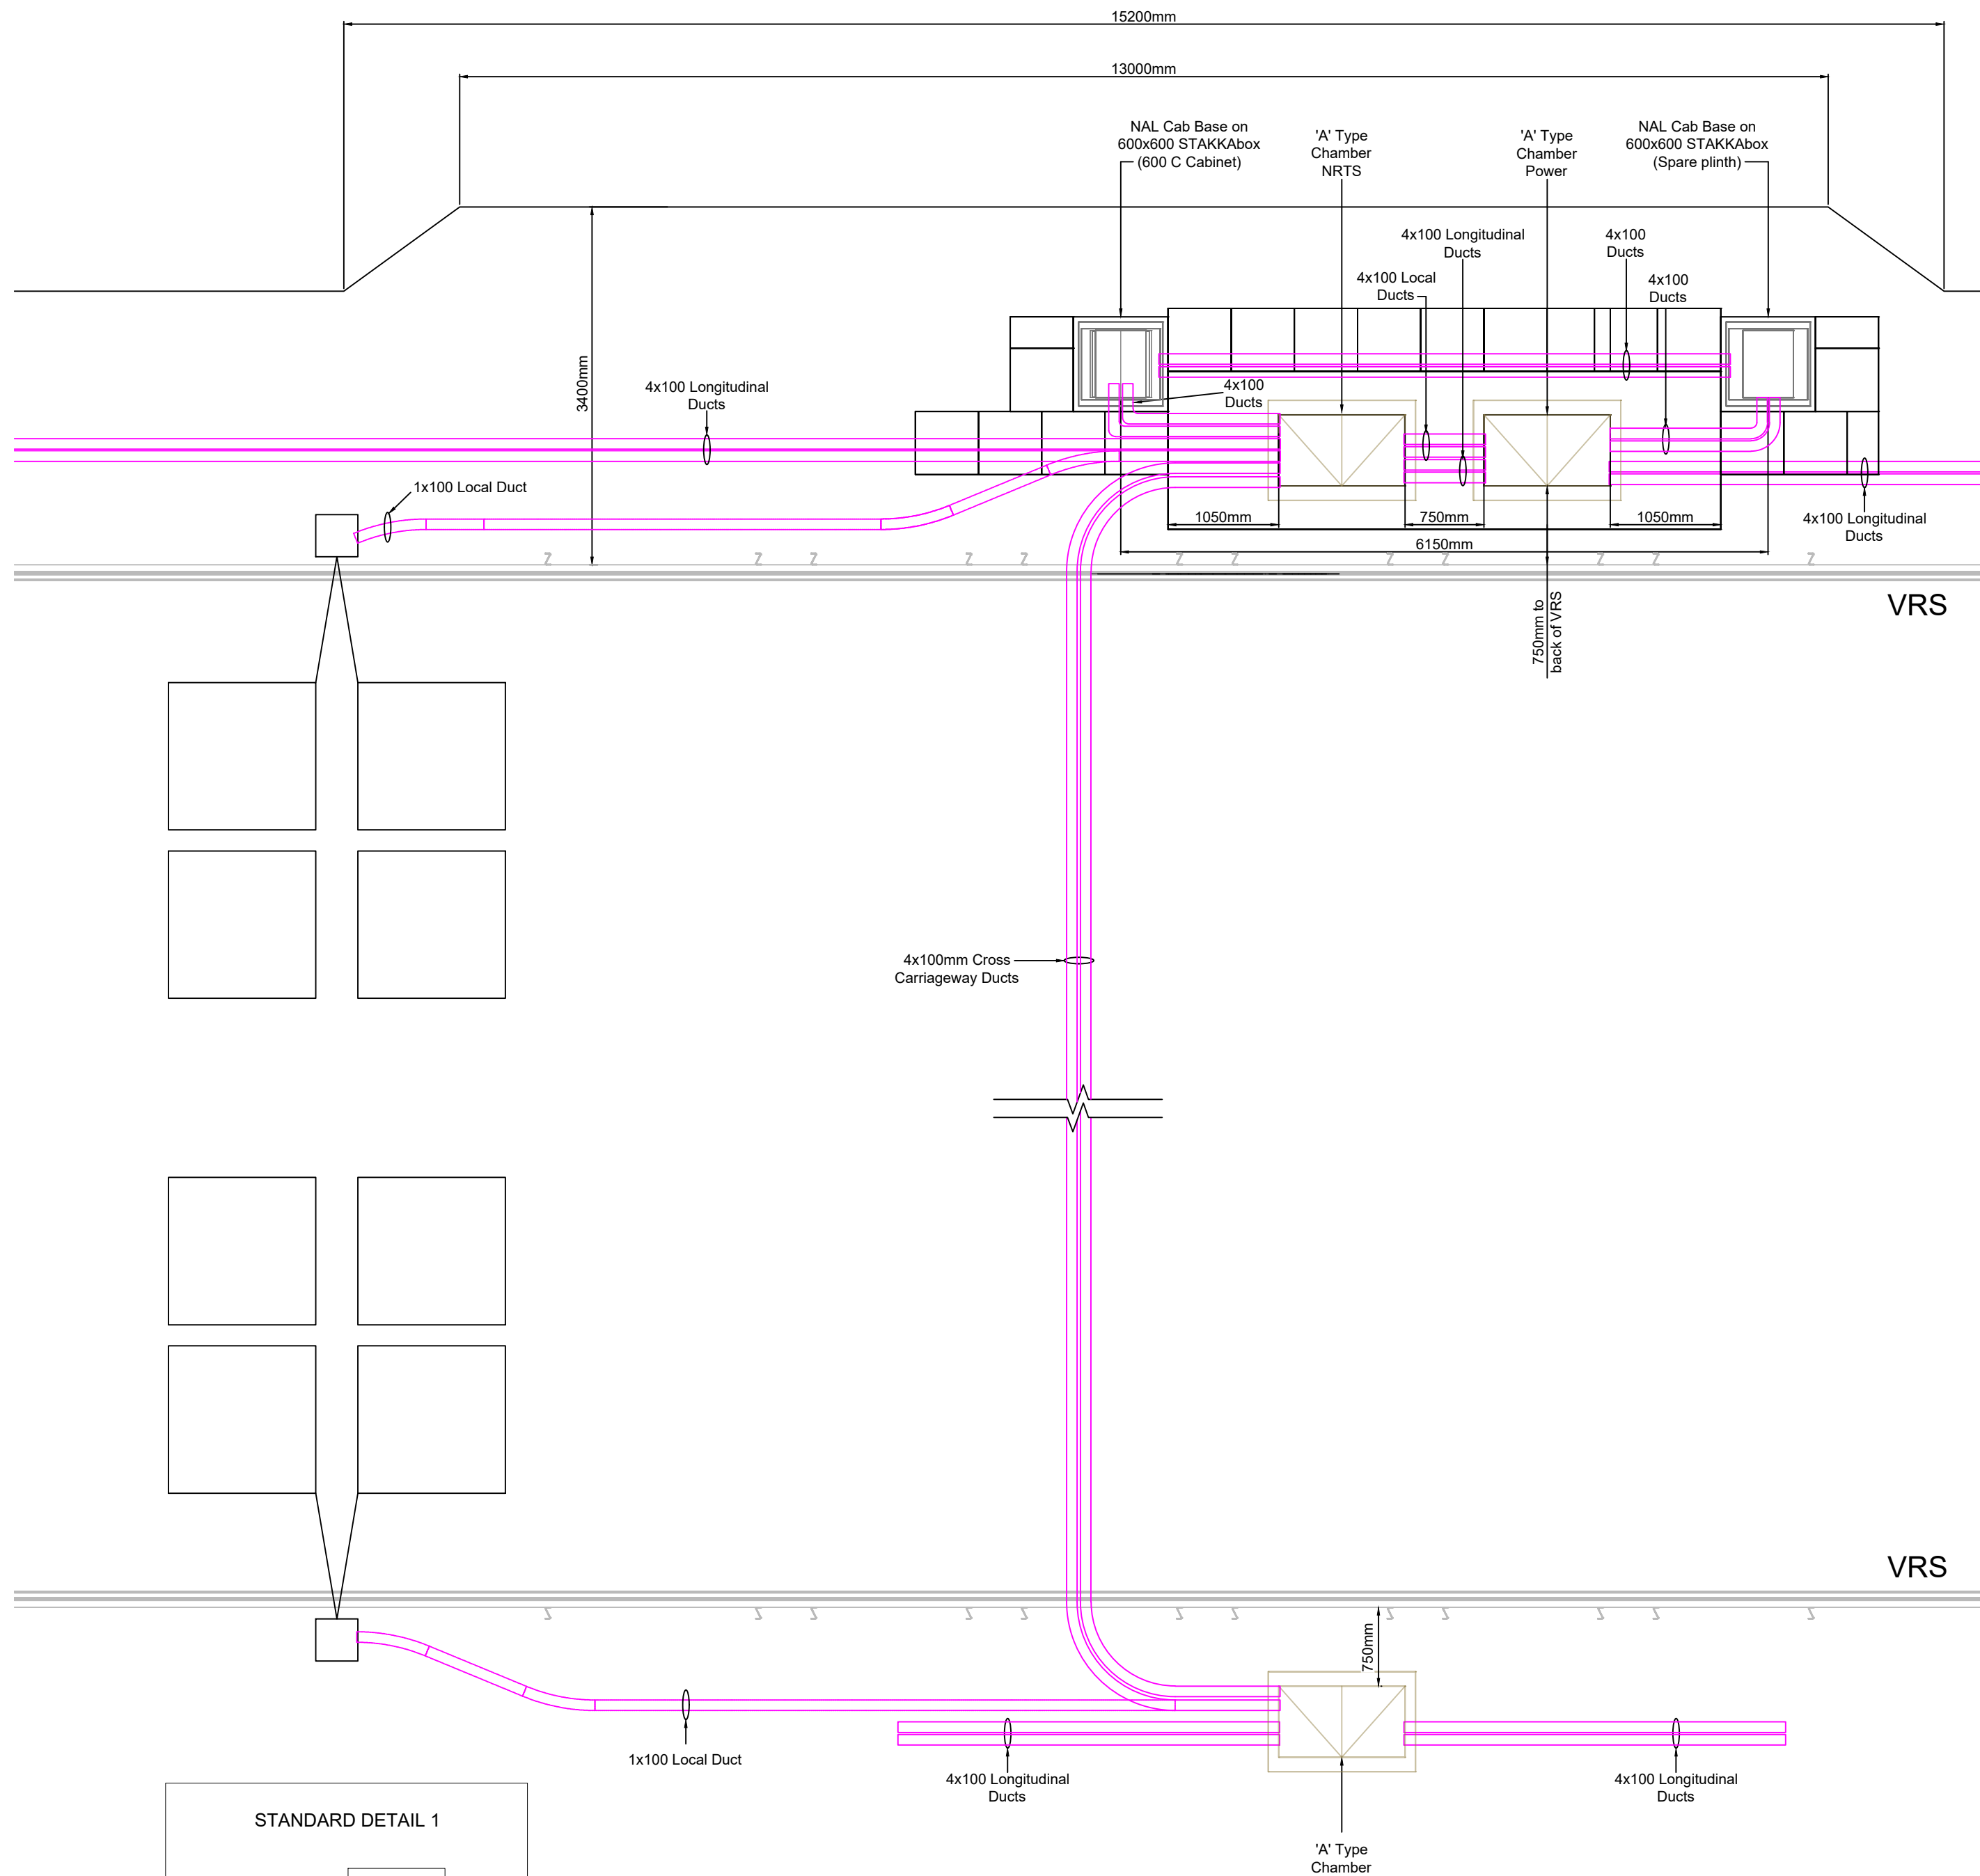 15200mm
13000mm
NAL Cab Base on
600x600 STAKKAbox
(600 C Cabinet)
'A' Type
Chamber
NRTS
'A' Type
Chamber
Power
NAL Cab Base on
600x600 STAKKAbox
(Spare plinth)
4x100 Longitudinal
Ducts
4x100
Ducts
4x100 Local
Ducts
4x100
Ducts
3400mm
4x100 Longitudinal
Ducts
4x100
Ducts
1x100 Local Duct
1050mm
750mm
1050mm
4x100 Longitudinal
Ducts
6150mm
750mm to
back of VRS
VRS
4x100mm Cross
Carriageway Ducts
VRS
750mm
1x100 Local Duct
4x100 Longitudinal
Ducts
4x100 Longitudinal
Ducts
STANDARD DETAIL 1
'A' Type
Chamber